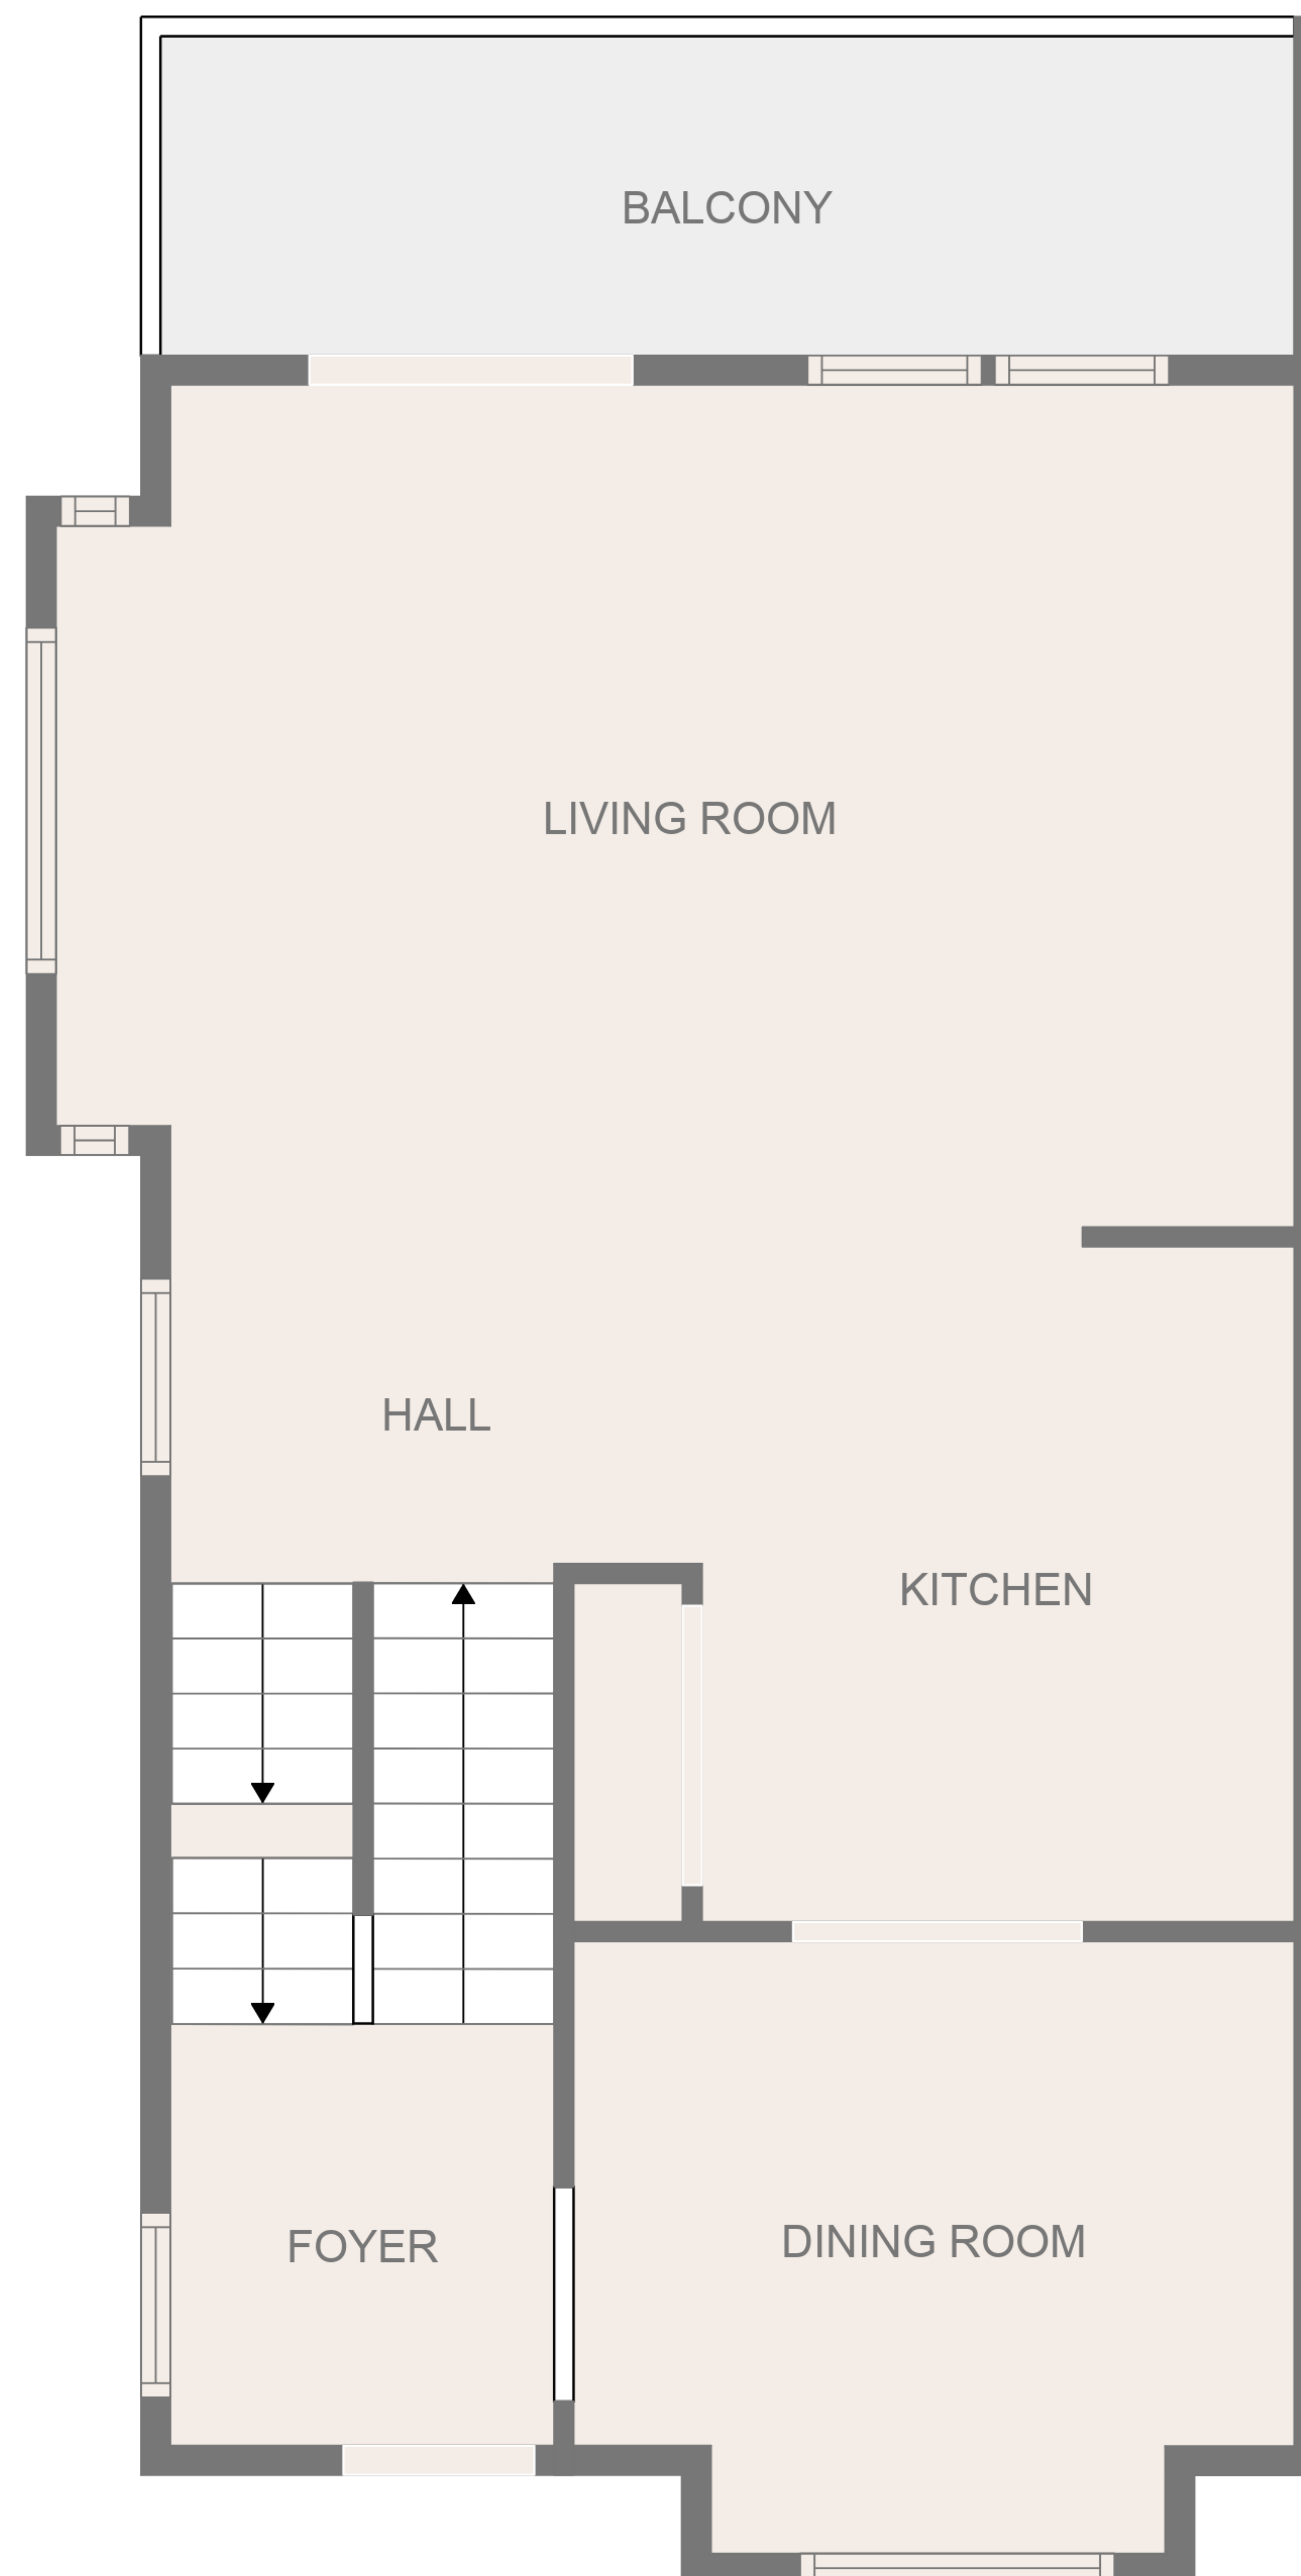 BALCONY
LIVING ROOM
HALL
KITCHEN
FOYER
DINING ROOM